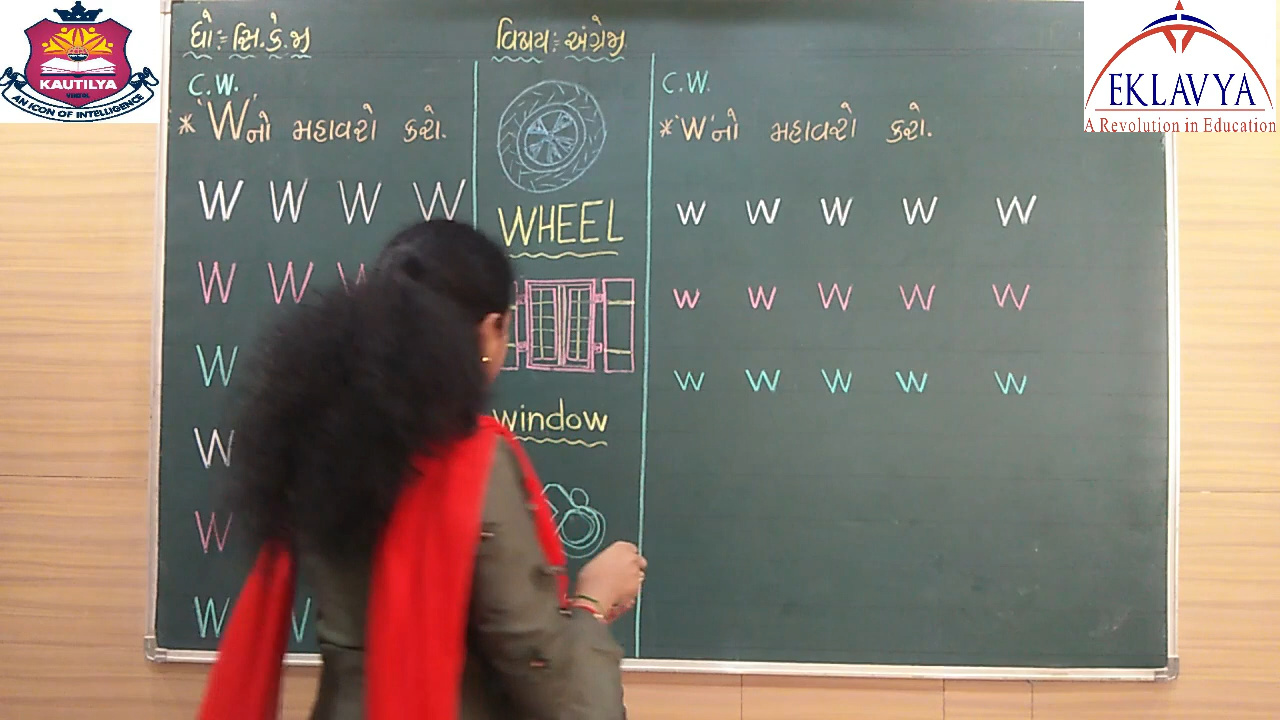 KAUTILYA
AN ICON OF INTELLIGENCE
EKLAVYA
A Revolution in Education
ધો:- સિ.કે.જી
વિષય:- અંગ્રેજી.
C.W.
* 'W' નો મહાવરો કરો.
W W W W
W W W
W
W
W
W W
WHEEL
window
C.W.
* 'w' નો મહાવરો કરો.
w w w w w
w w w w w
w w w w w